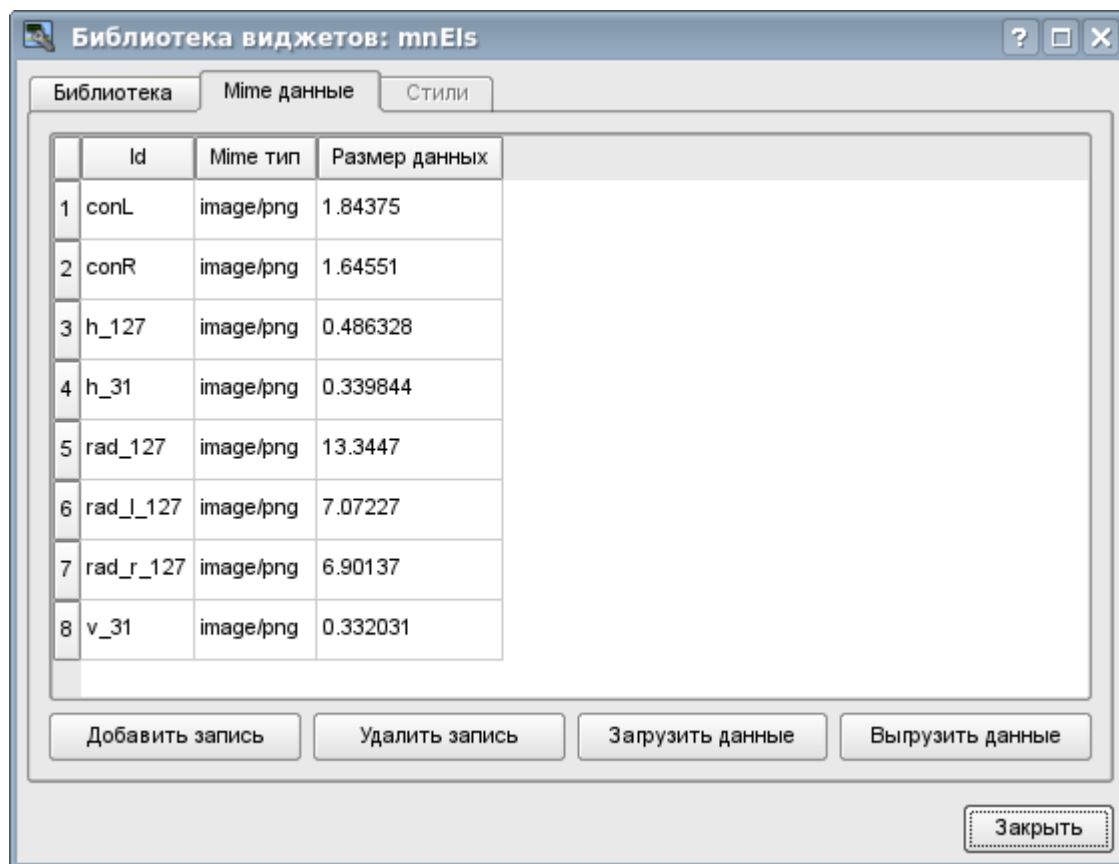 Библиотека виджетов: mnEls
Библиотека Mime данные Стили
Id Mime тип Размер данных
1 conL image/png 1.84375
2 conR image/png 1.64551
3 h_127 image/png 0.486328
4 h_31 image/png 0.339844
5 rad_127 image/png 13.3447
6 rad_l_127 image/png 7.07227
7 rad_r_127 image/png 6.90137
8 v_31 image/png 0.332031
Добавить запись Удалить запись Загрузить данные Выгрузить данные
Закрыть